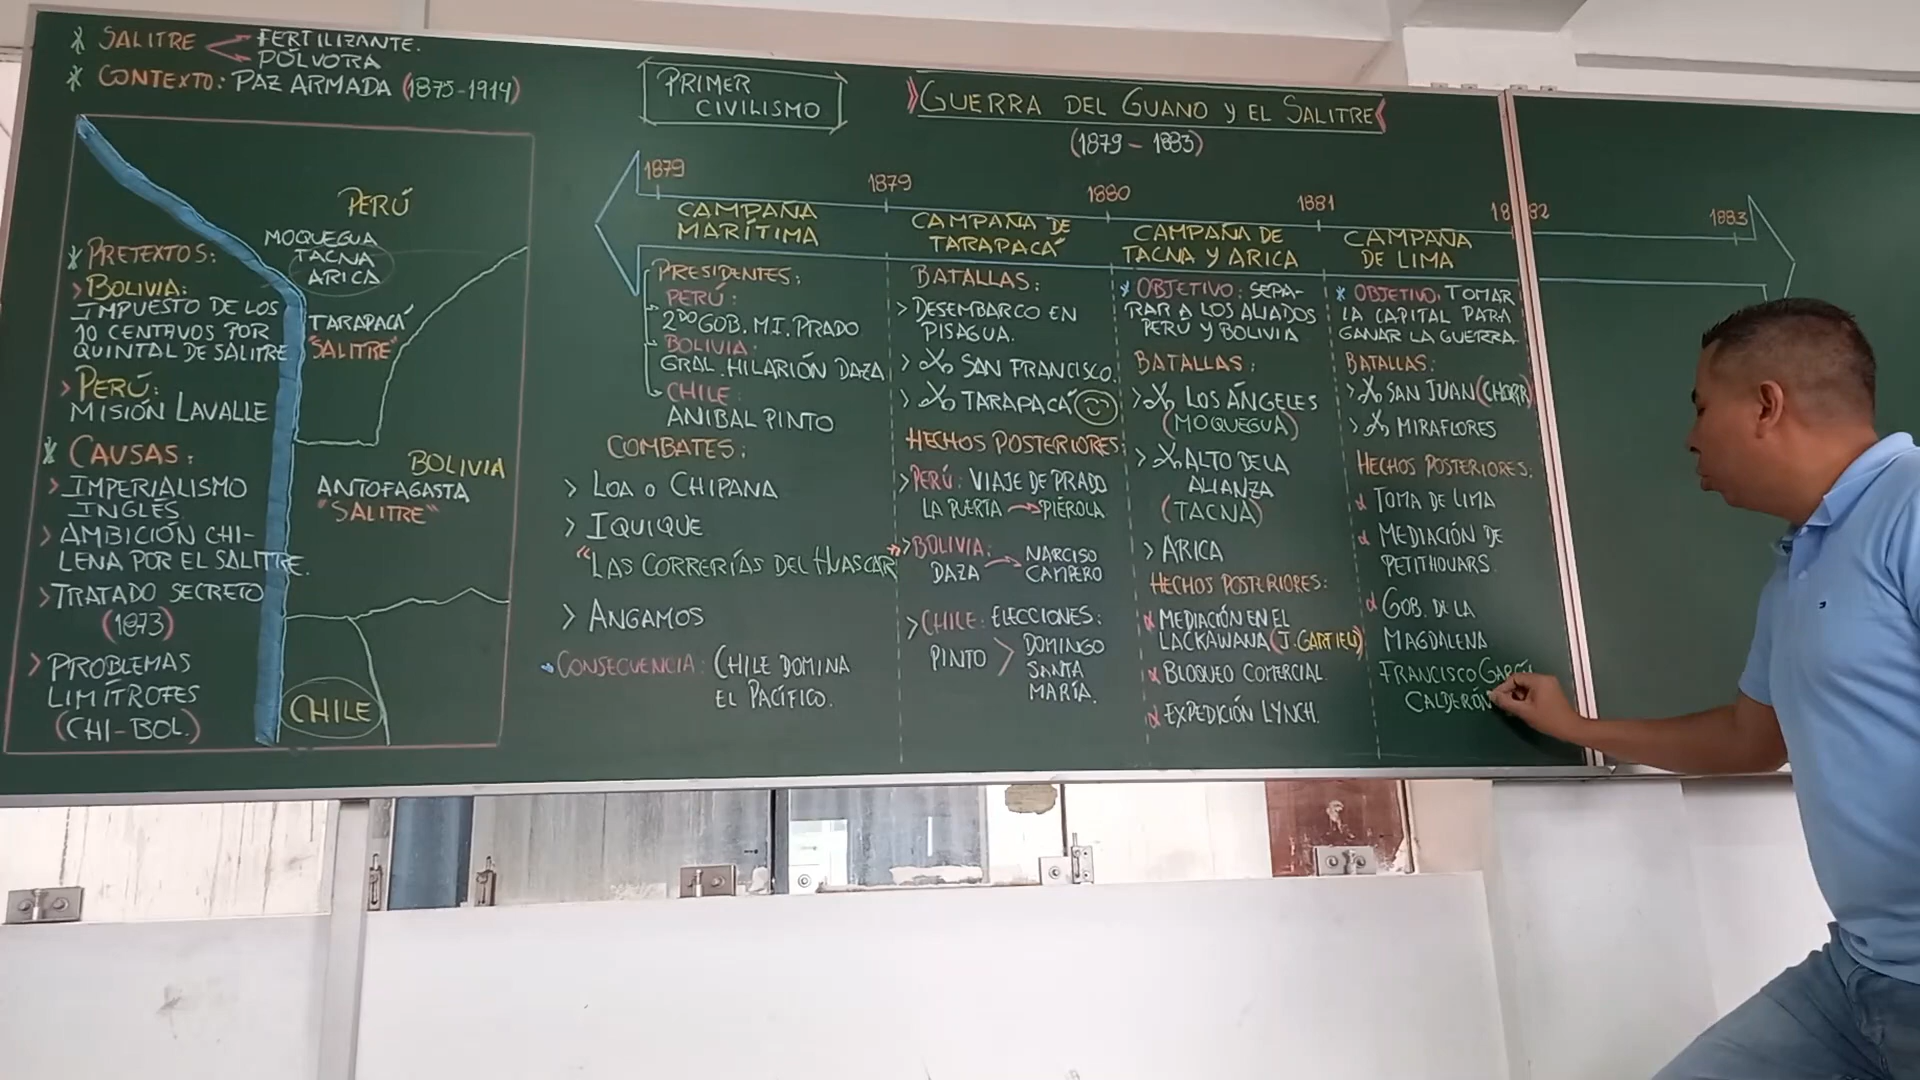 * SALITRE
FERTILIZANTE.
PÓLVORA
* CONTEXTO: PAZ ARMADA (1875-1914)
PERÚ
MOQUEGUA
TACNA
ARICA
TARAPACÁ
"SALITRE"
BOLIVIA
ANTOFAGASTA
"SALITRE"
CHILE
* PRETEXTOS:
> BOLIVIA:
IMPUESTO DE LOS
10 CENTAVOS POR
QUINTAL DE SALITRE
> PERÚ:
MISIÓN LAVALLE
* CAUSAS:
> IMPERIALISMO
INGLÉS.
> AMBICIÓN CHI-
LENA POR EL SALITRE.
> TRATADO SECRETO
(1873)
> PROBLEMAS
LIMÍTROFES
(CHI-BOL.)
PRIMER
CIVILISMO
GUERRA DEL GUANO Y EL SALITRE
(1879 - 1883)
1879
1879
1880
1881
1882
1883
CAMPAÑA
MARÍTIMA
PRESIDENTES:
PERÚ:
2DO GOB. M.I. PRADO
BOLIVIA:
GRAL. HILARIÓN DAZA
CHILE:
ANIBAL PINTO
COMBATES:
> LOA O CHIPANA
> IQUIQUE
"LAS CORRERÍAS DEL HUASCAR"
> ANGAMOS
CONSECUENCIA: CHILE DOMINA
EL PACÍFICO.
CAMPAÑA DE
TARAPACÁ
BATALLAS:
> DESEMBARCO EN
PISAGUA.
> SAN FRANCISCO.
> TARAPACÁ
HECHOS POSTERIORES:
> PERÚ: VIAJE DE PRADO
LA PUERTA → PIÉROLA
> BOLIVIA:
DAZA → NARCISO
CAMPERO
> CHILE: ELECCIONES:
PINTO > DOMINGO
SANTA
MARÍA.
CAMPAÑA DE
TACNA Y ARICA
* OBJETIVO: SEPA-
RAR A LOS ALIADOS
PERÚ Y BOLIVIA
BATALLAS:
> LOS ÁNGELES
(MOQUEGUA)
> ALTO DE LA
ALIANZA
(TACNA)
> ARICA
HECHOS POSTERIORES:
MEDIACIÓN EN EL
LACKAWANA (J. GARFIELD)
BLOQUEO COMERCIAL.
EXPEDICIÓN LYNCH.
CAMPAÑA
DE LIMA
* OBJETIVO: TOMAR
LA CAPITAL PARA
GANAR LA GUERRA.
BATALLAS:
> SAN JUAN (CHORR)
> MIRAFLORES
HECHOS POSTERIORES:
TOMA DE LIMA
MEDIACIÓN DE
PETITHOUARS.
GOB. DE LA
MAGDALENA
FRANCISCO GARCÍA
CALDERÓN